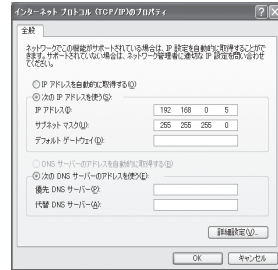 インターネット プロトコル (TCP/IP)のプロパティ
全般
ネットワークでこの機能がサポートされている場合は、IP 設定を自動的に取得することがで
きます。サポートされていない場合は、ネットワーク管理者に適切な IP 設定を問い合わせ
てください。
IP アドレスを自動的に取得する(O)
次の IP アドレスを使う(S):
IP アドレス(I): 192 168 0 5
サブネット マスク(U): 255 255 255 0
デフォルト ゲートウェイ(D):
DNS サーバーのアドレスを自動的に取得する(B)
次の DNS サーバーのアドレスを使う(E):
優先 DNS サーバー(P):
代替 DNS サーバー(A):
詳細設定(V)...
OK キャンセル